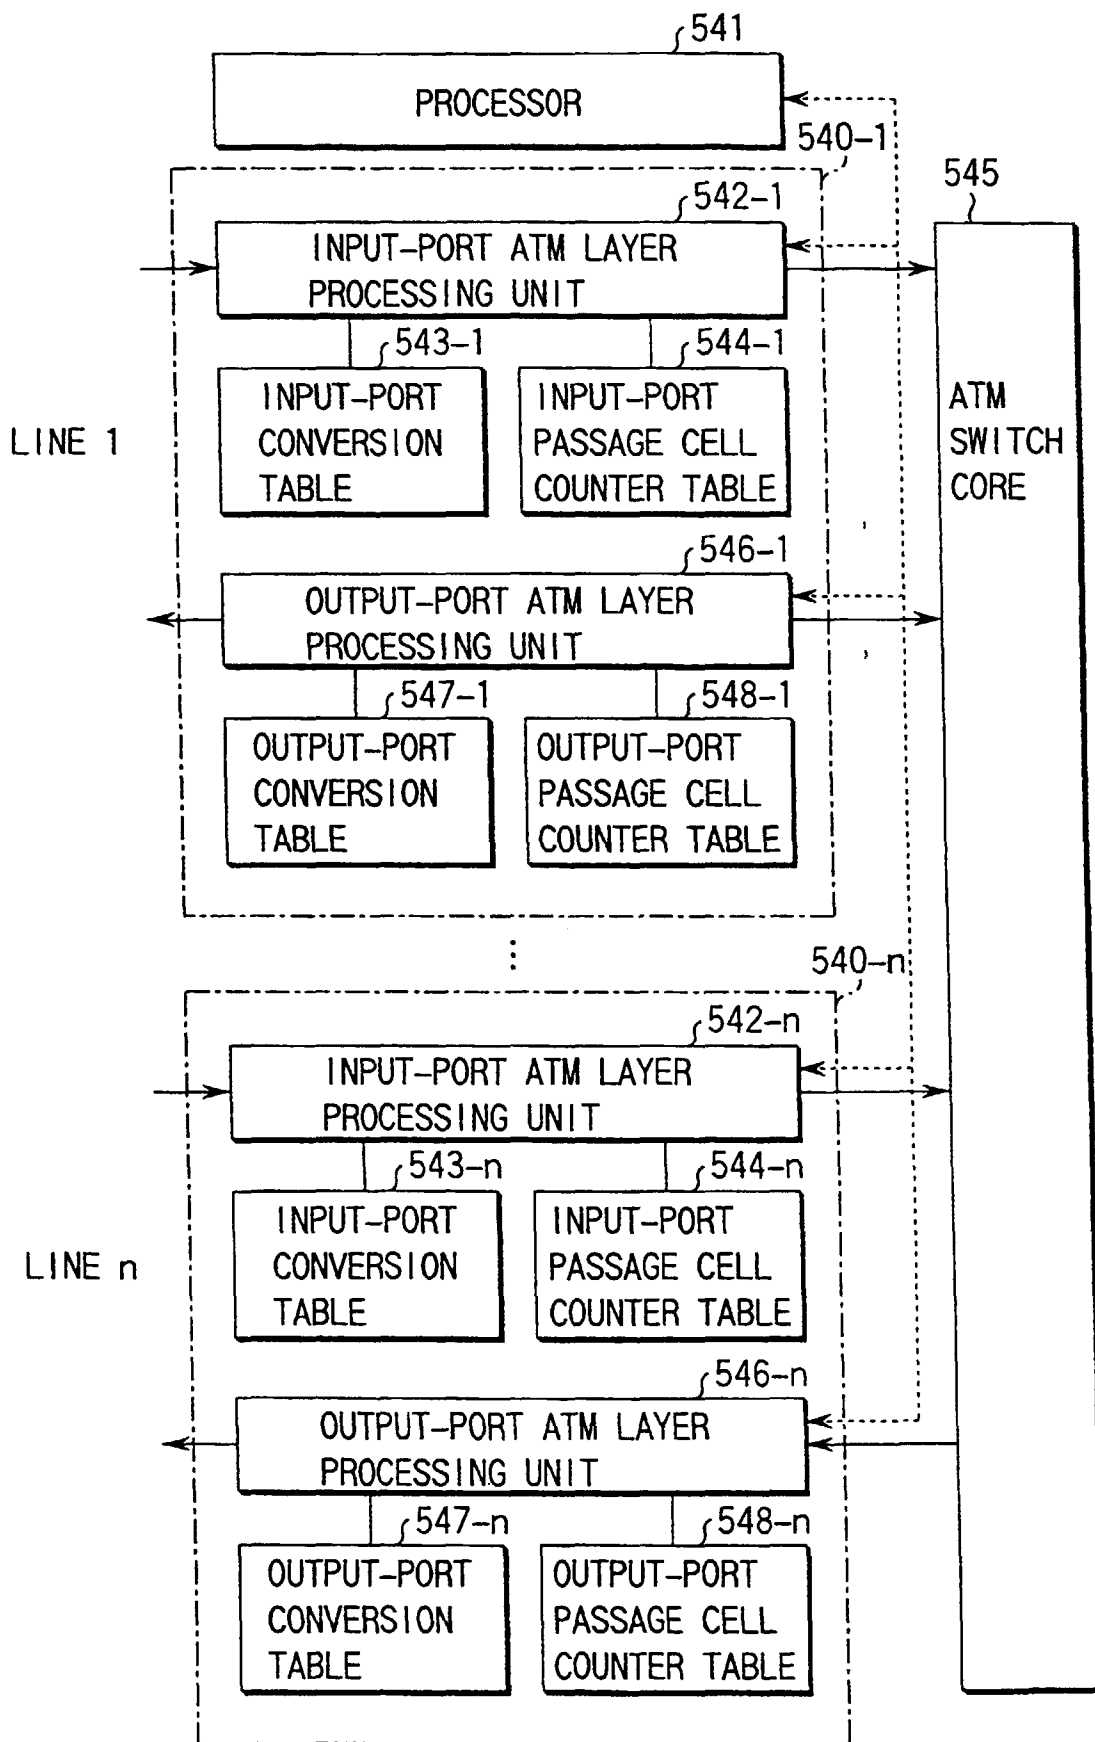 541
PROCESSOR
540-1
545
542-1
INPUT-PORT ATM LAYER
PROCESSING UNIT
543-1
544-1
INPUT-PORT
CONVERSION
TABLE
INPUT-PORT
PASSAGE CELL
COUNTER TABLE
ATM
SWITCH
CORE
LINE 1
546-1
OUTPUT-PORT ATM LAYER
PROCESSING UNIT
547-1
548-1
OUTPUT-PORT
CONVERSION
TABLE
OUTPUT-PORT
PASSAGE CELL
COUNTER TABLE
540-n
542-n
INPUT-PORT ATM LAYER
PROCESSING UNIT
543-n
544-n
INPUT-PORT
CONVERSION
TABLE
INPUT-PORT
PASSAGE CELL
COUNTER TABLE
LINE n
546-n
OUTPUT-PORT ATM LAYER
PROCESSING UNIT
547-n
548-n
OUTPUT-PORT
CONVERSION
TABLE
OUTPUT-PORT
PASSAGE CELL
COUNTER TABLE